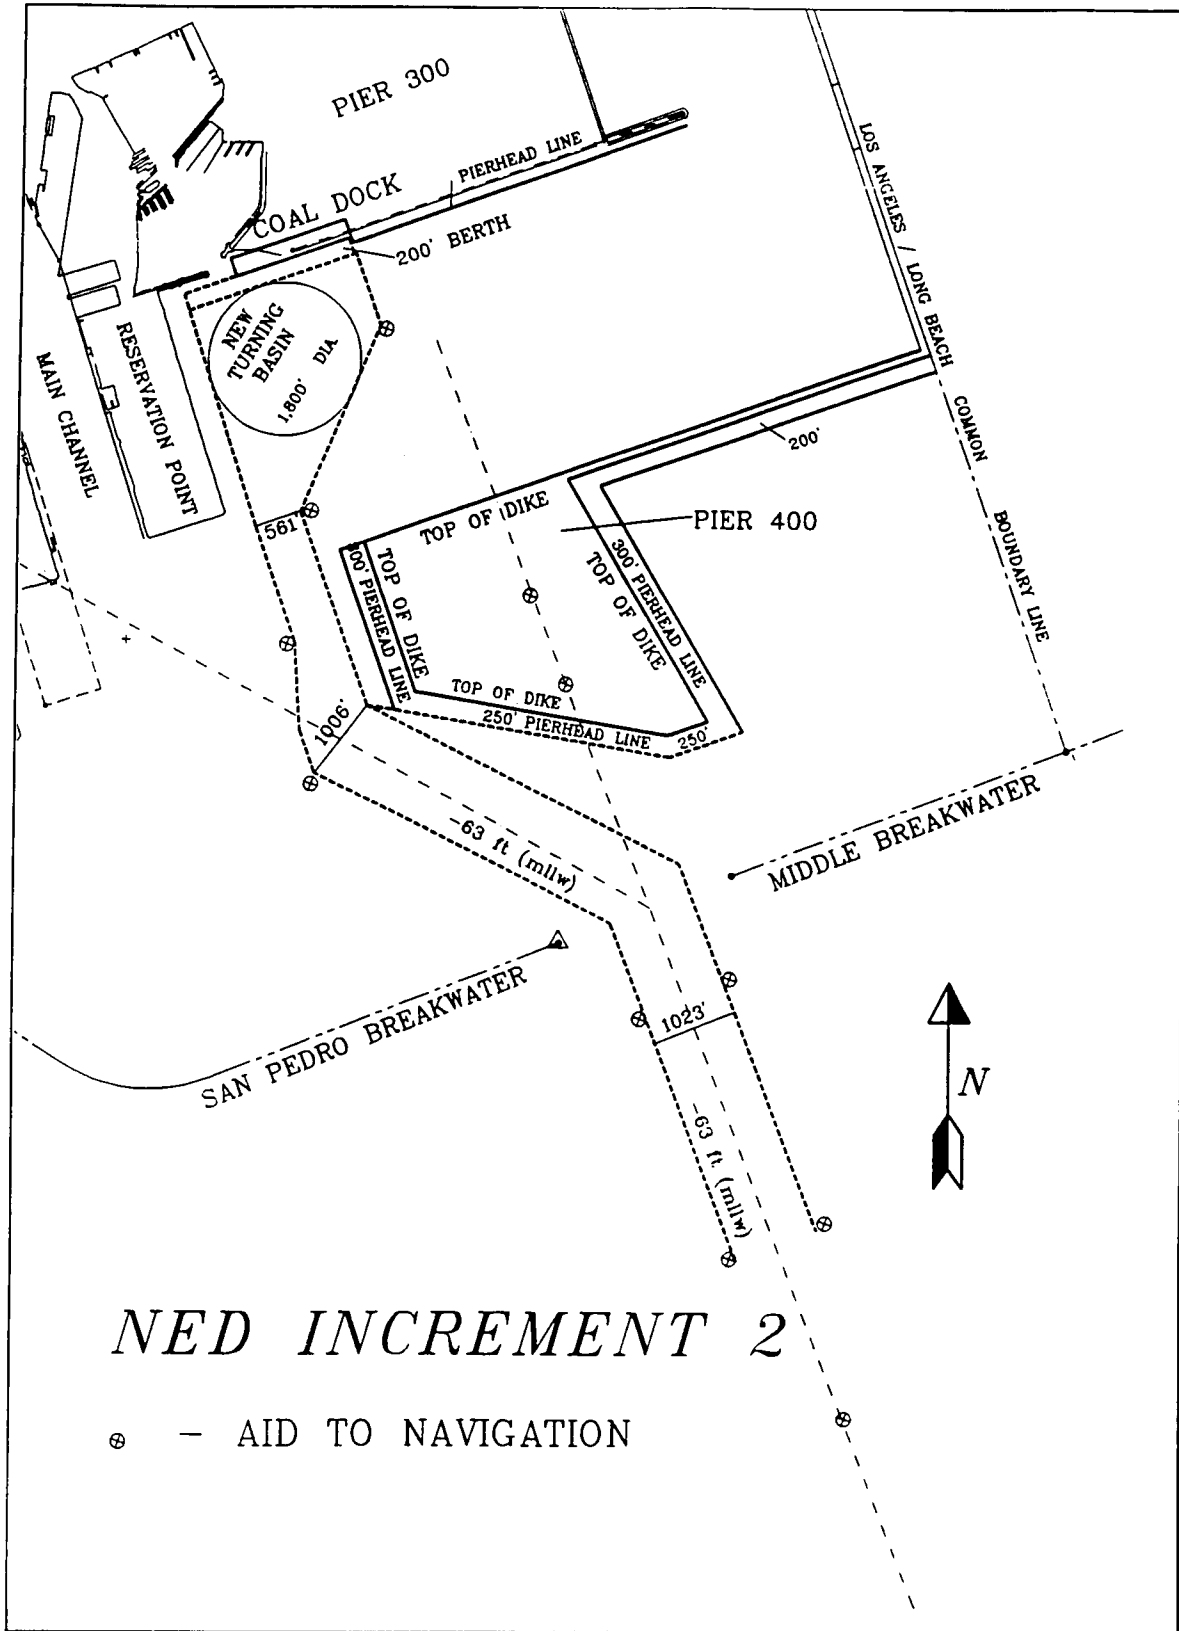 PIER 300
PIERHEAD LINE
LOS ANGELES / LONG BEACH COMMON BOUNDARY LINE
COAL DOCK
200' BERTH
NEW
TURNING
BASIN
1,800' DIA.
RESERVATION POINT
MAIN CHANNEL
200'
561'
TOP OF DIKE
PIER 400
PIERHEAD LINE
TOP OF DIKE
300' PIERHEAD LINE
TOP OF DIKE
TOP OF DIKE
250' PIERHEAD LINE
250'
1006'
-63 ft (mllw)
MIDDLE BREAKWATER
SAN PEDRO BREAKWATER
1023'
-63 ft (mllw)
N
NED INCREMENT 2
- AID TO NAVIGATION